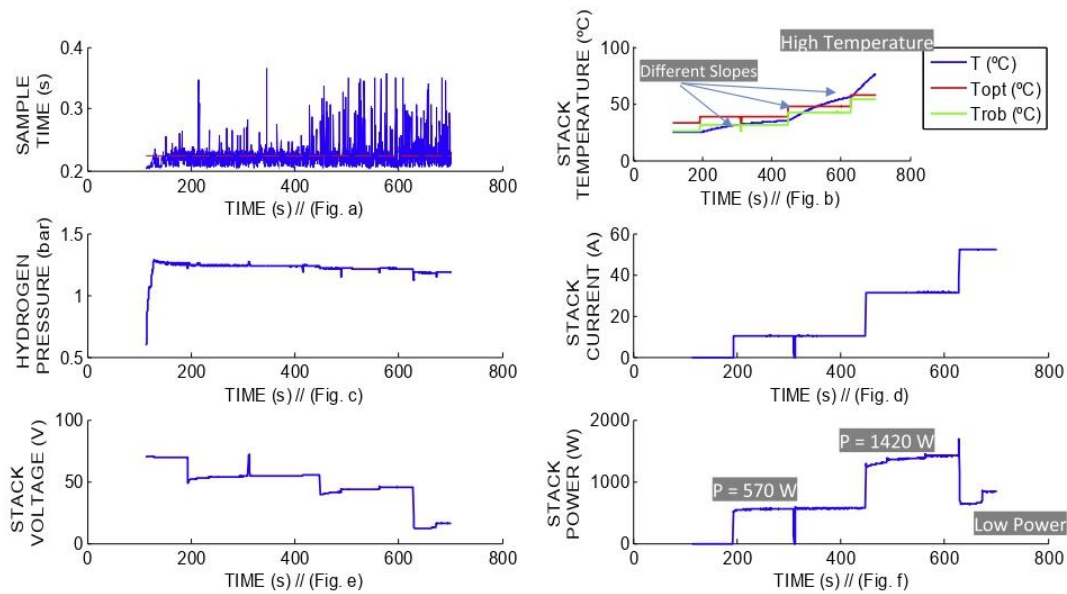 0.4
0.3
0.2
0 200 400 600 800
SAMPLE
TIME (s)
TIME (s) // (Fig. a)
100
50
0
0 200 400 600 800
STACK
TEMPERATURE (ºC)
High Temperature
Different Slopes
T (ºC)
Topt (ºC)
Trob (ºC)
TIME (s) // (Fig. b)
1.5
1
0.5
0 200 400 600 800
HYDROGEN
PRESSURE (bar)
TIME (s) // (Fig. c)
60
40
20
0
0 200 400 600 800
STACK
CURRENT (A)
TIME (s) // (Fig. d)
100
50
0
0 200 400 600 800
STACK
VOLTAGE (V)
TIME (s) // (Fig. e)
2000
1000
0
0 200 400 600 800
STACK
POWER (W)
P = 1420 W
P = 570 W
Low Power
TIME (s) // (Fig. f)